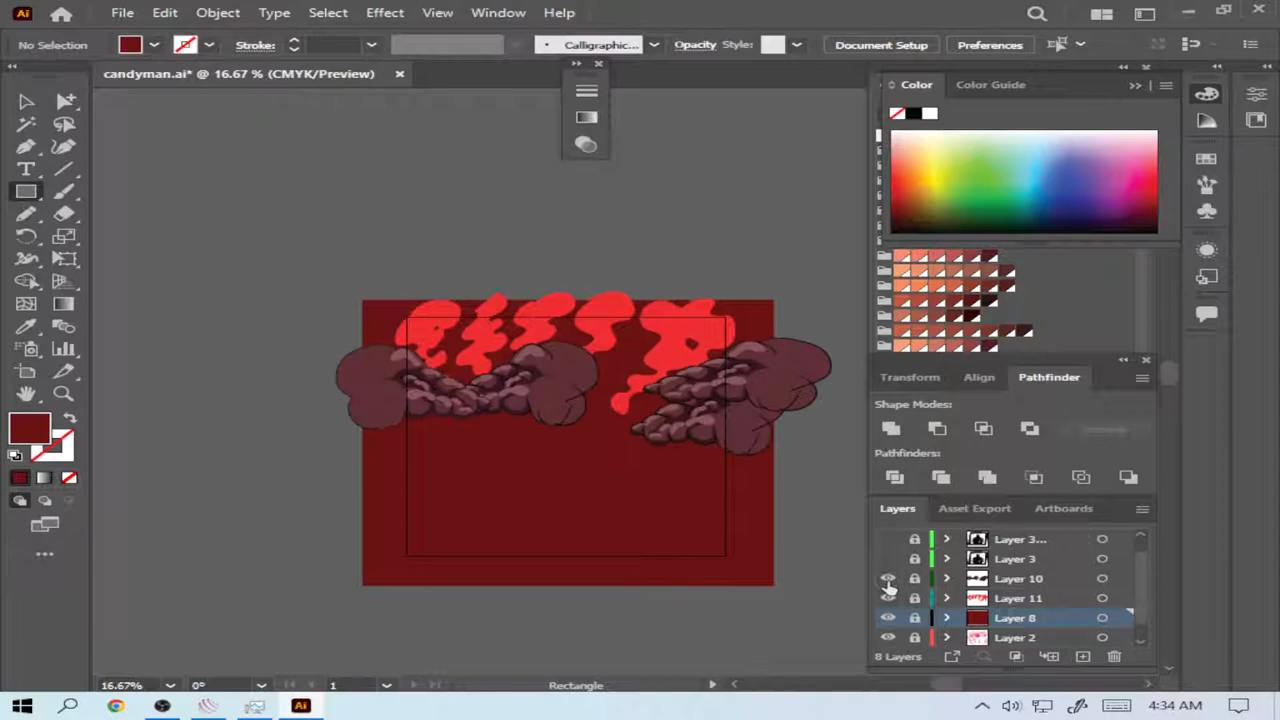 Ai File Edit Object Type Select Effect View Window Help
No Selection Stroke: Calligraphic... Opacity Style: Document Setup Preferences
candyman.ai* @ 16.67 % (CMYK/Preview)
Color Color Guide
Transform Align Pathfinder
Shape Modes:
Pathfinders:
Layers Asset Export Artboards
Layer 3...
Layer 3
Layer 10
Layer 11
Layer 8
Layer 2
8 Layers
16.67% 0° 1 Rectangle
Ai 4:34 AM